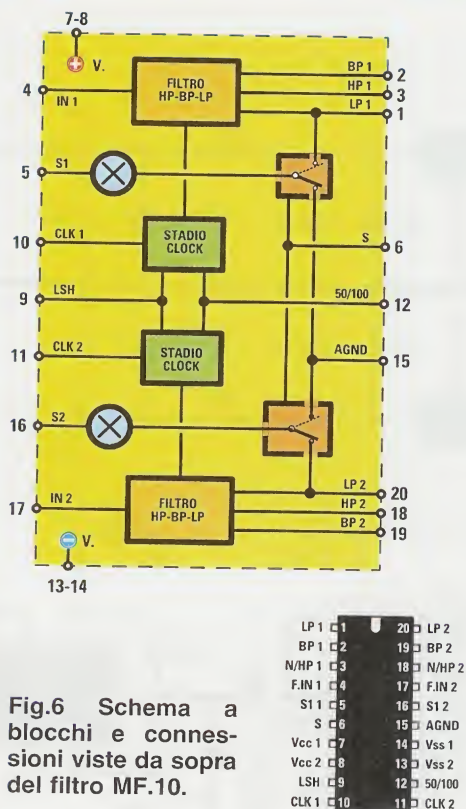 7-8
+ V.
4 IN 1
FILTRO
HP-BP-LP
BP 1 2
HP 1 3
LP 1 1
5 S1
10 CLK 1
STADIO
CLOCK
S 6
9 LSH
50/100 12
11 CLK 2
STADIO
CLOCK
AGND 15
16 S2
17 IN 2
FILTRO
HP-BP-LP
LP 2 20
HP 2 18
BP 2 19
- V.
13-14
LP 1 1 20 LP 2
BP 1 2 19 BP 2
N/HP 1 3 18 N/HP 2
F.IN 1 4 17 F.IN 2
S1 1 5 16 S1 2
S 6 15 AGND
Vcc 1 7 14 Vss 1
Vcc 2 8 13 Vss 2
LSH 9 12 50/100
CLK 1 10 11 CLK 2
Fig.6 Schema a
blocchi e connes-
sioni viste da sopra
del filtro MF.10.